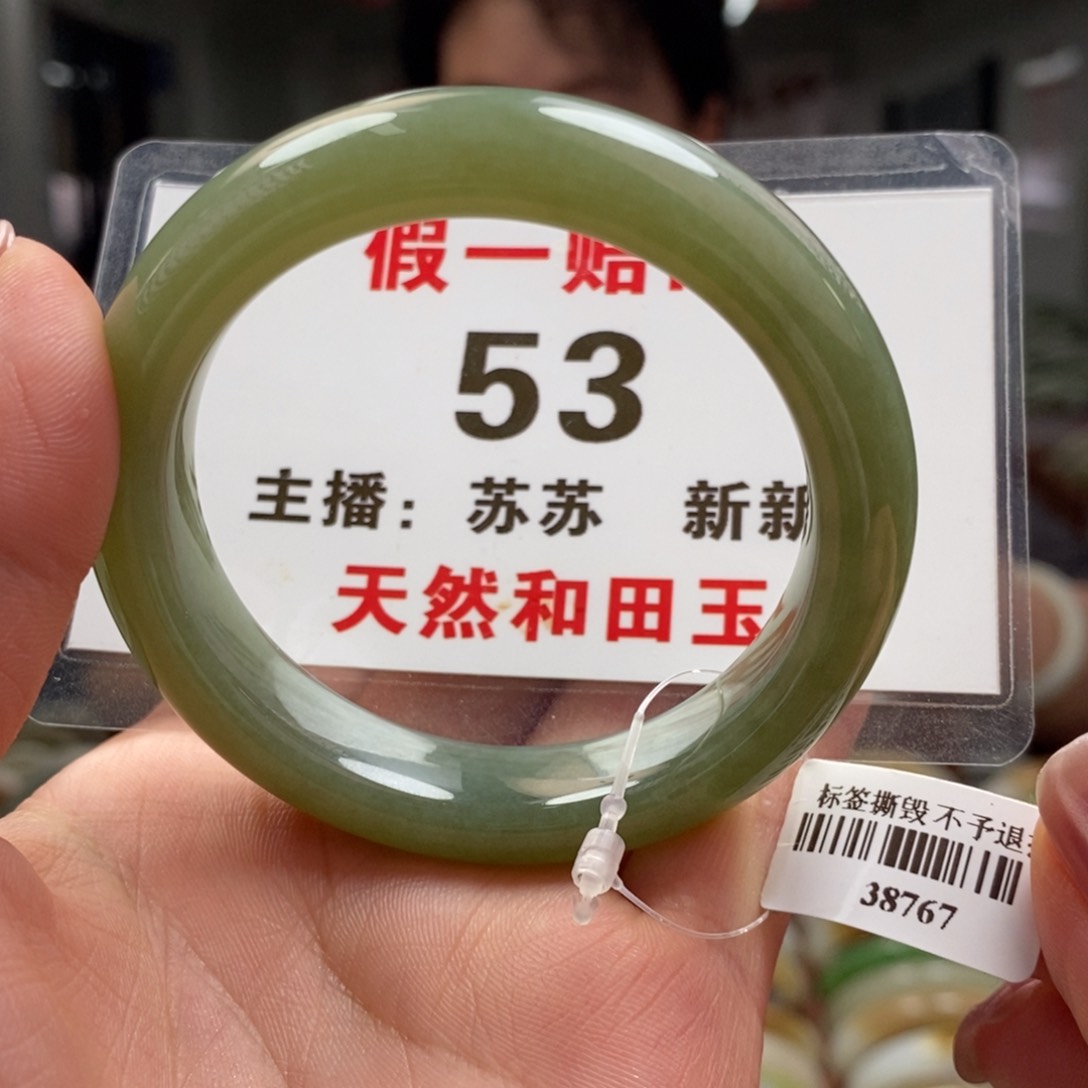 假一赔
53
主播：苏苏 新新
天然和田玉
标签撕毁不予退
38767